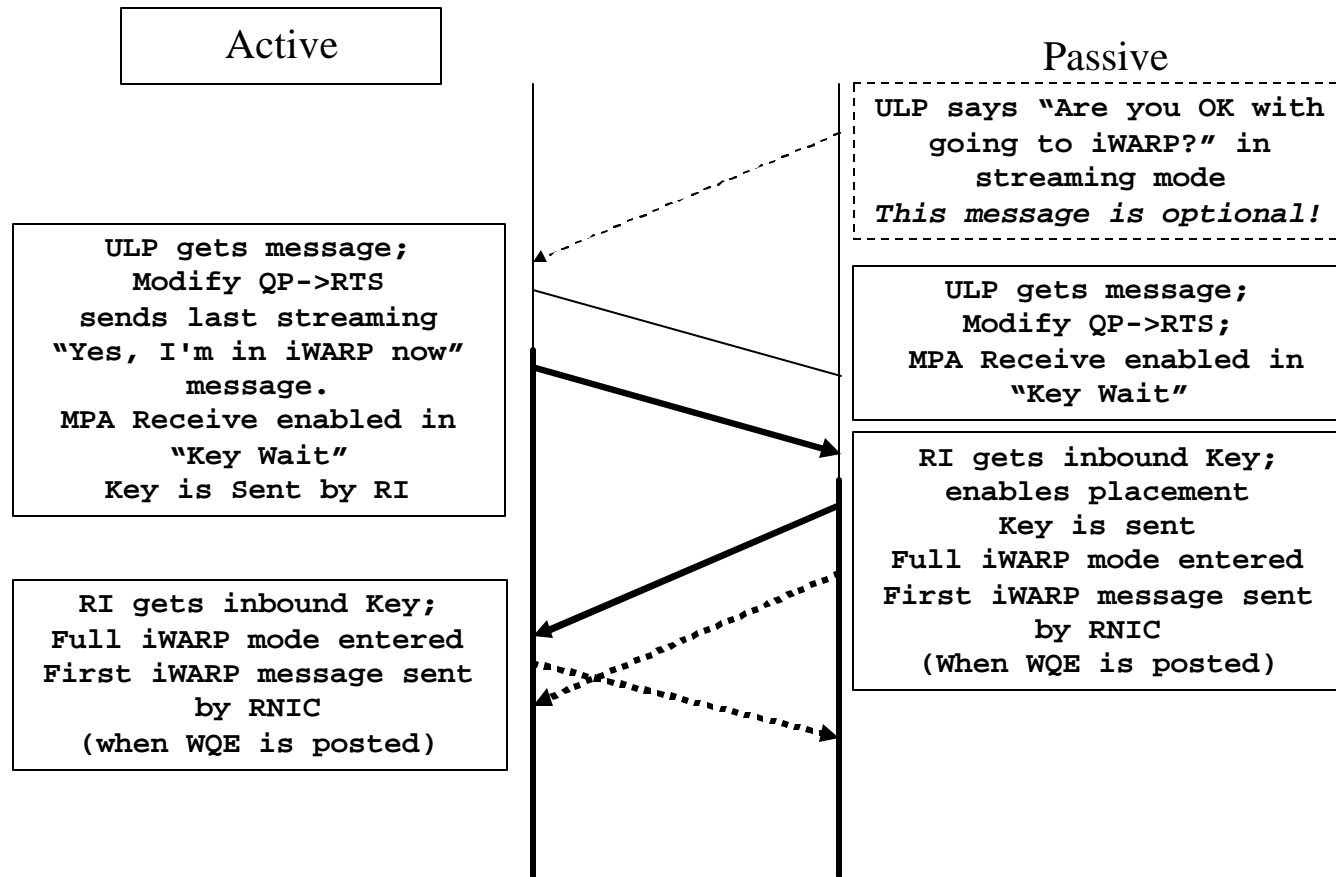 Active
Passive
ULP says “Are you OK with
going to iWARP?” in
streaming mode
This message is optional!
ULP gets message;
Modify QP->RTS
sends last streaming
“Yes, I'm in iWARP now”
message.
MPA Receive enabled in
“Key Wait”
Key is Sent by RI
ULP gets message;
Modify QP->RTS;
MPA Receive enabled in
“Key Wait”
RI gets inbound Key;
enables placement
Key is sent
Full iWARP mode entered
First iWARP message sent
by RNIC
(When WQE is posted)
RI gets inbound Key;
Full iWARP mode entered
First iWARP message sent
by RNIC
(when WQE is posted)